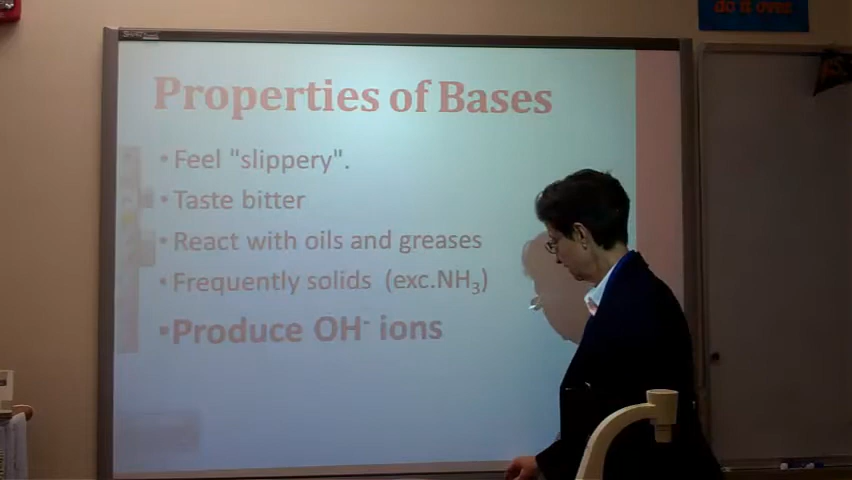 SMART
do it over
Properties of Bases
• Feel "slippery".
• Taste bitter
• React with oils and greases
• Frequently solids (exc.NH₃)
• Produce OH⁻ ions